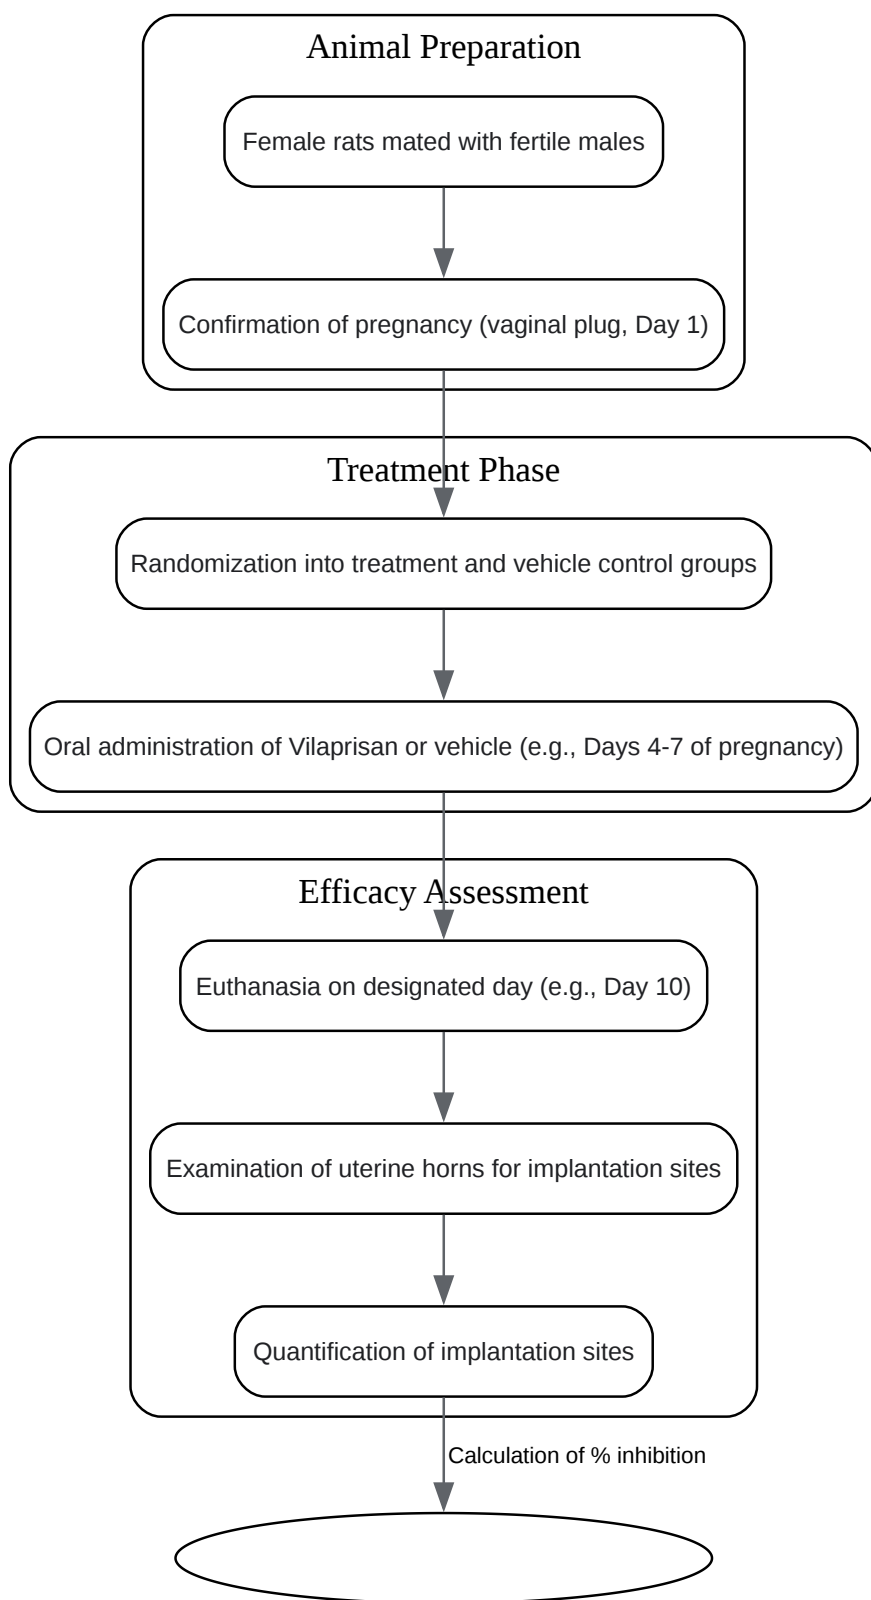 Animal Preparation
Female rats mated with fertile males
Confirmation of pregnancy (vaginal plug, Day 1)
Treatment Phase
Randomization into treatment and vehicle control groups
Oral administration of Vilaprisan or vehicle (e.g., Days 4-7 of pregnancy)
Efficacy Assessment
Euthanasia on designated day (e.g., Day 10)
Examination of uterine horns for implantation sites
Quantification of implantation sites
Calculation of % inhibition